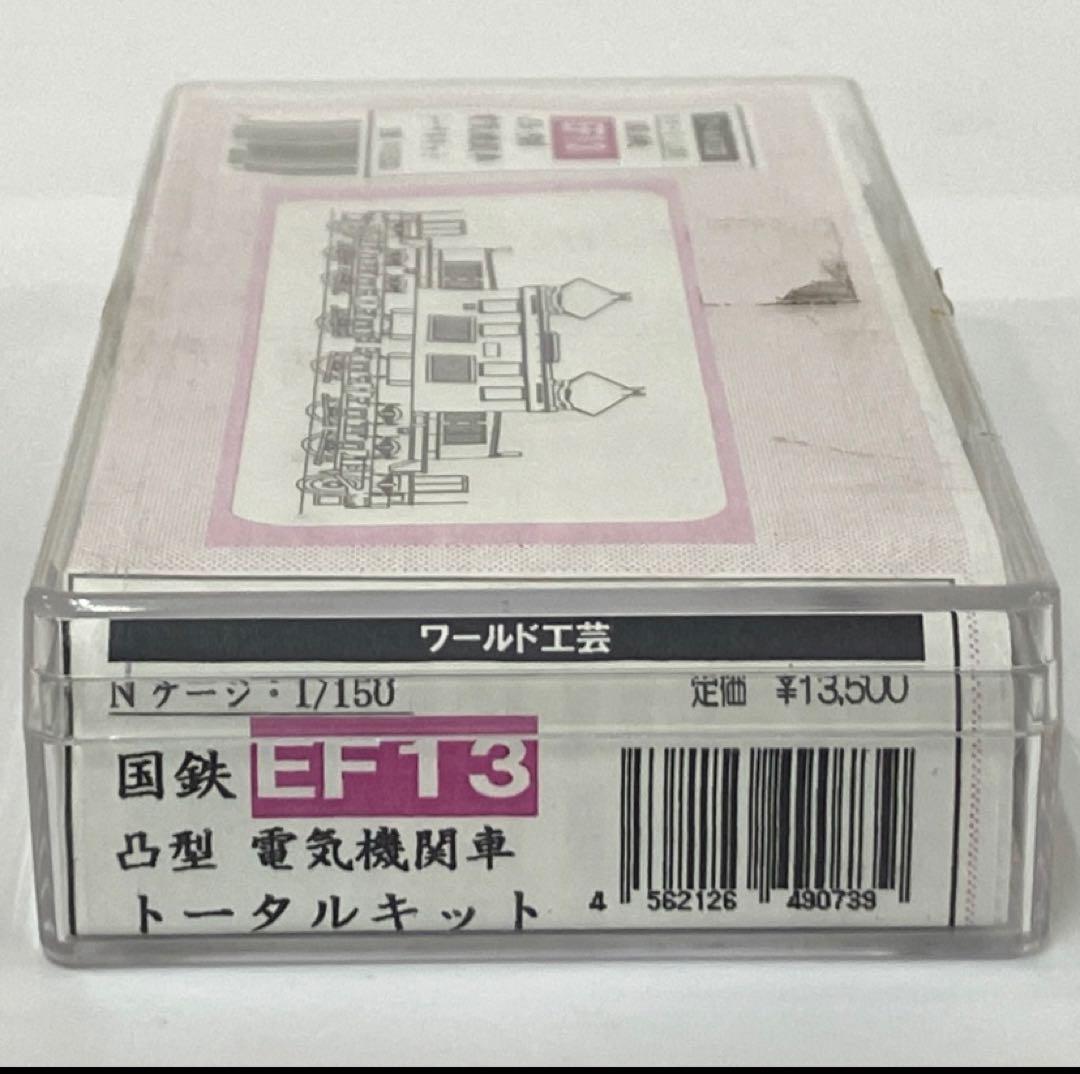 ワールド工芸
Nゲージ：1/150
定価 ¥13,500
国鉄 EF13
凸型 電気機関車
トータルキット
4 562126 490739
EF13